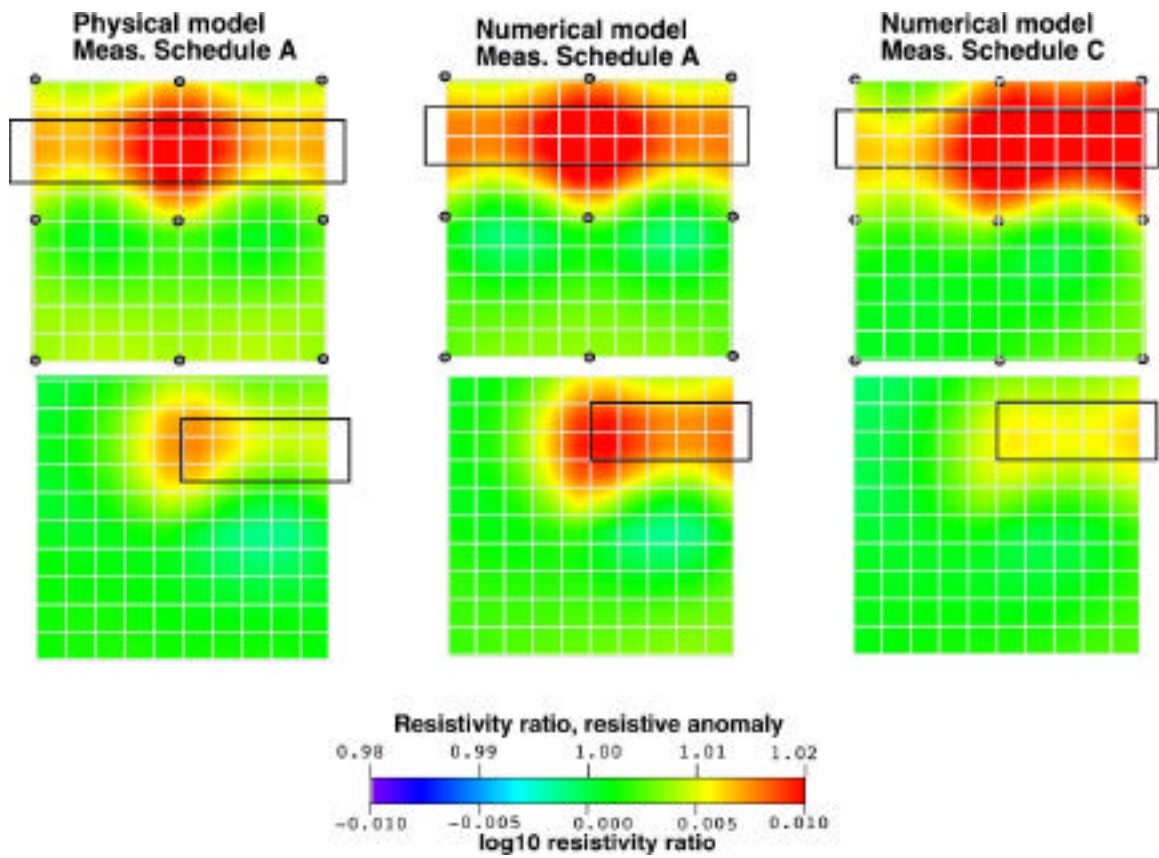 Physical model
Meas. Schedule A
Numerical model
Meas. Schedule A
Numerical model
Meas. Schedule C
Resistivity ratio, resistive anomaly
0.98 0.99 1.00 1.01 1.02
-0.010 -0.005 0.000 0.005 0.010
log10 resistivity ratio